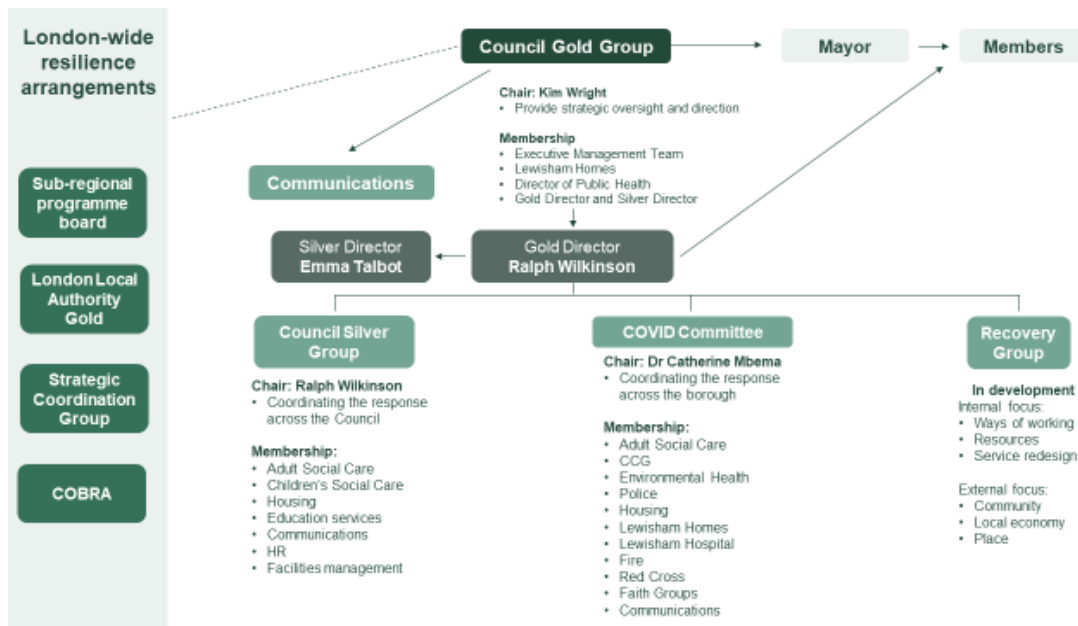 London-wide
resilience
arrangements
Sub-regional
programme
board
London Local
Authority
Gold
Strategic
Coordination
Group
COBRA
Council Gold Group
Mayor
Members
Chair: Kim Wright
• Provide strategic oversight and direction
Membership
• Executive Management Team
• Lewisham Homes
• Director of Public Health
• Gold Director and Silver Director
Communications
Silver Director
Emma Talbot
Gold Director
Ralph Wilkinson
Council Silver
Group
Chair: Ralph Wilkinson
• Coordinating the response
across the Council
Membership:
• Adult Social Care
• Children's Social Care
• Housing
• Education services
• Communications
• HR
• Facilities management
COVID Committee
Chair: Dr Catherine Mbema
• Coordinating the response
across the borough
Membership:
• Adult Social Care
• CCG
• Environmental Health
• Police
• Housing
• Lewisham Homes
• Lewisham Hospital
• Fire
• Red Cross
• Faith Groups
• Communications
Recovery
Group
In development
Internal focus:
• Ways of working
• Resources
• Service redesign
External focus:
• Community
• Local economy
• Place